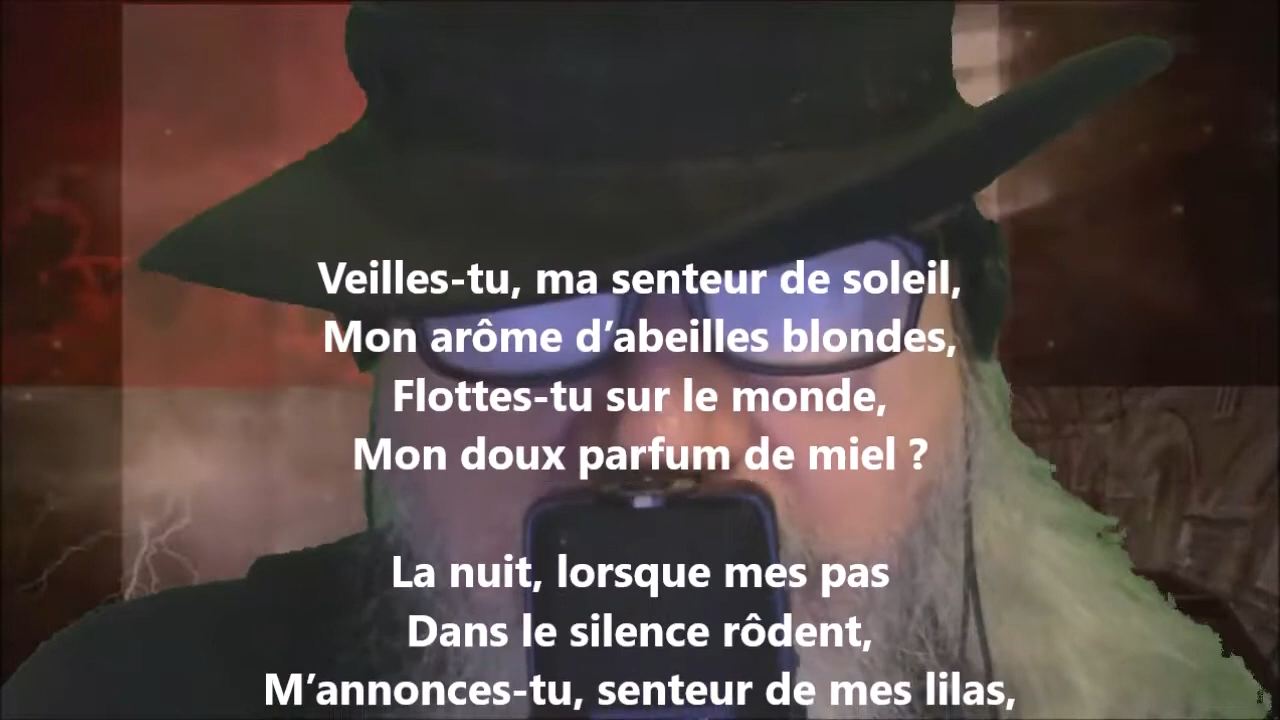 Veilles-tu, ma senteur de soleil,
Mon arôme d’abeilles blondes,
Flottes-tu sur le monde,
Mon doux parfum de miel ?
La nuit, lorsque mes pas
Dans le silence rôdent,
M’annonces-tu, senteur de mes lilas,